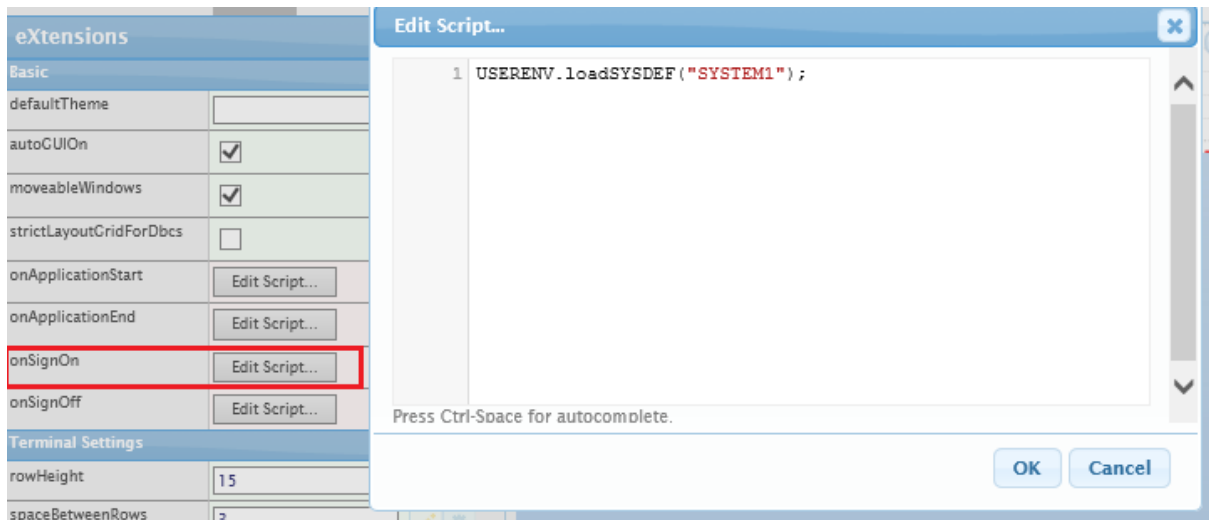 eXtensions
Basic
defaultTheme
autoGUIOn
moveableWindows
strictLayoutGridForDbcs
onApplicationStart
Edit Script...
onApplicationEnd
Edit Script...
onSignOn
Edit Script...
onSignOff
Edit Script...
Terminal Settings
rowHeight
15
spaceBetweenRows
Edit Script...
1 USERENV.loadSYSDEF("SYSTEM1");
Press Ctrl-Space for autocomplete.
OK
Cancel